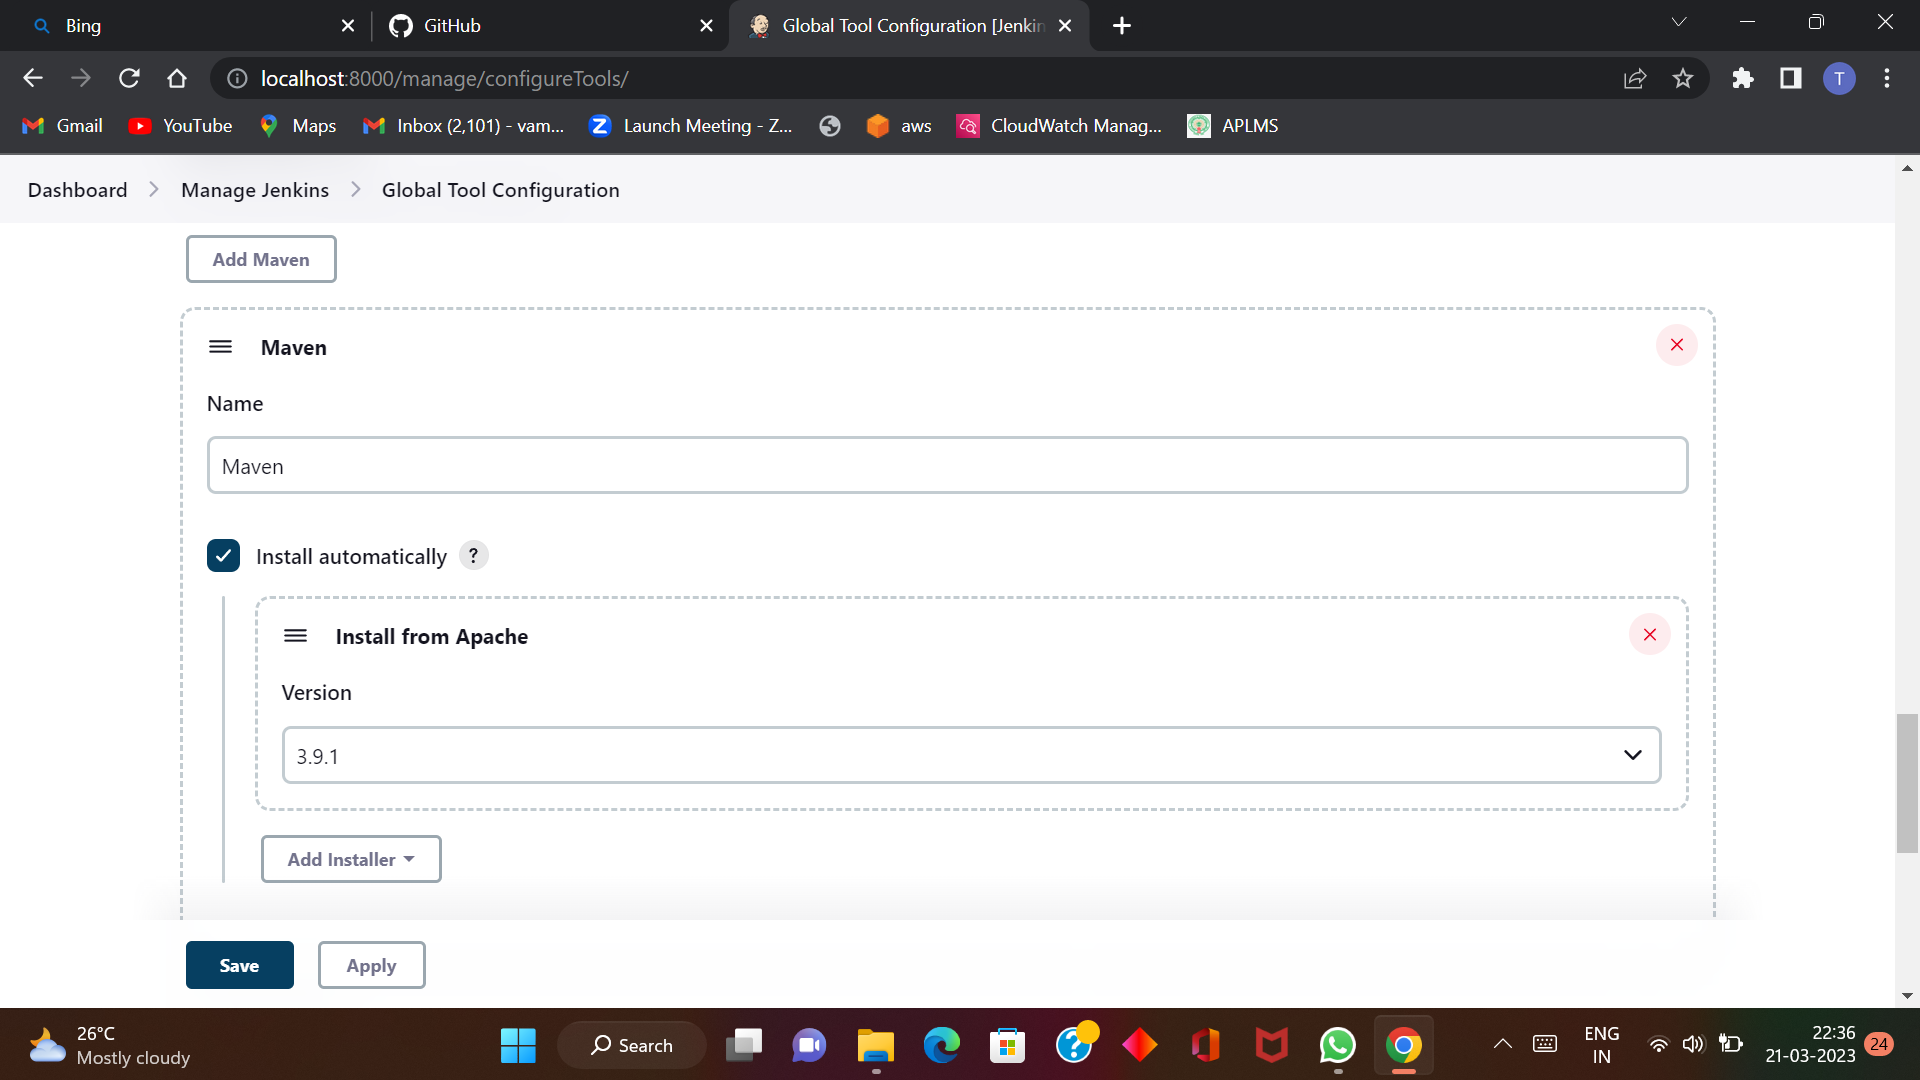 Bing
GitHub
Global Tool Configuration [Jenkin
localhost:8000/manage/configureTools/
T
Gmail
YouTube
Maps
Inbox (2,101) - vam...
Launch Meeting - Z...
aws
CloudWatch Manag...
APLMS
Dashboard
Manage Jenkins
Global Tool Configuration
Add Maven
Maven
Name
Maven
Install automatically ?
Install from Apache
Version
3.9.1
Add Installer
Save
Apply
26°C
Mostly cloudy
Search
ENG
IN
22:36
21-03-2023
24